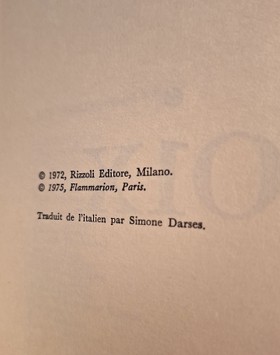 © 1972, Rizzoli Editore, Milano.
© 1975, Flammarion, Paris.
Traduit de l'italien par Simone Darses.